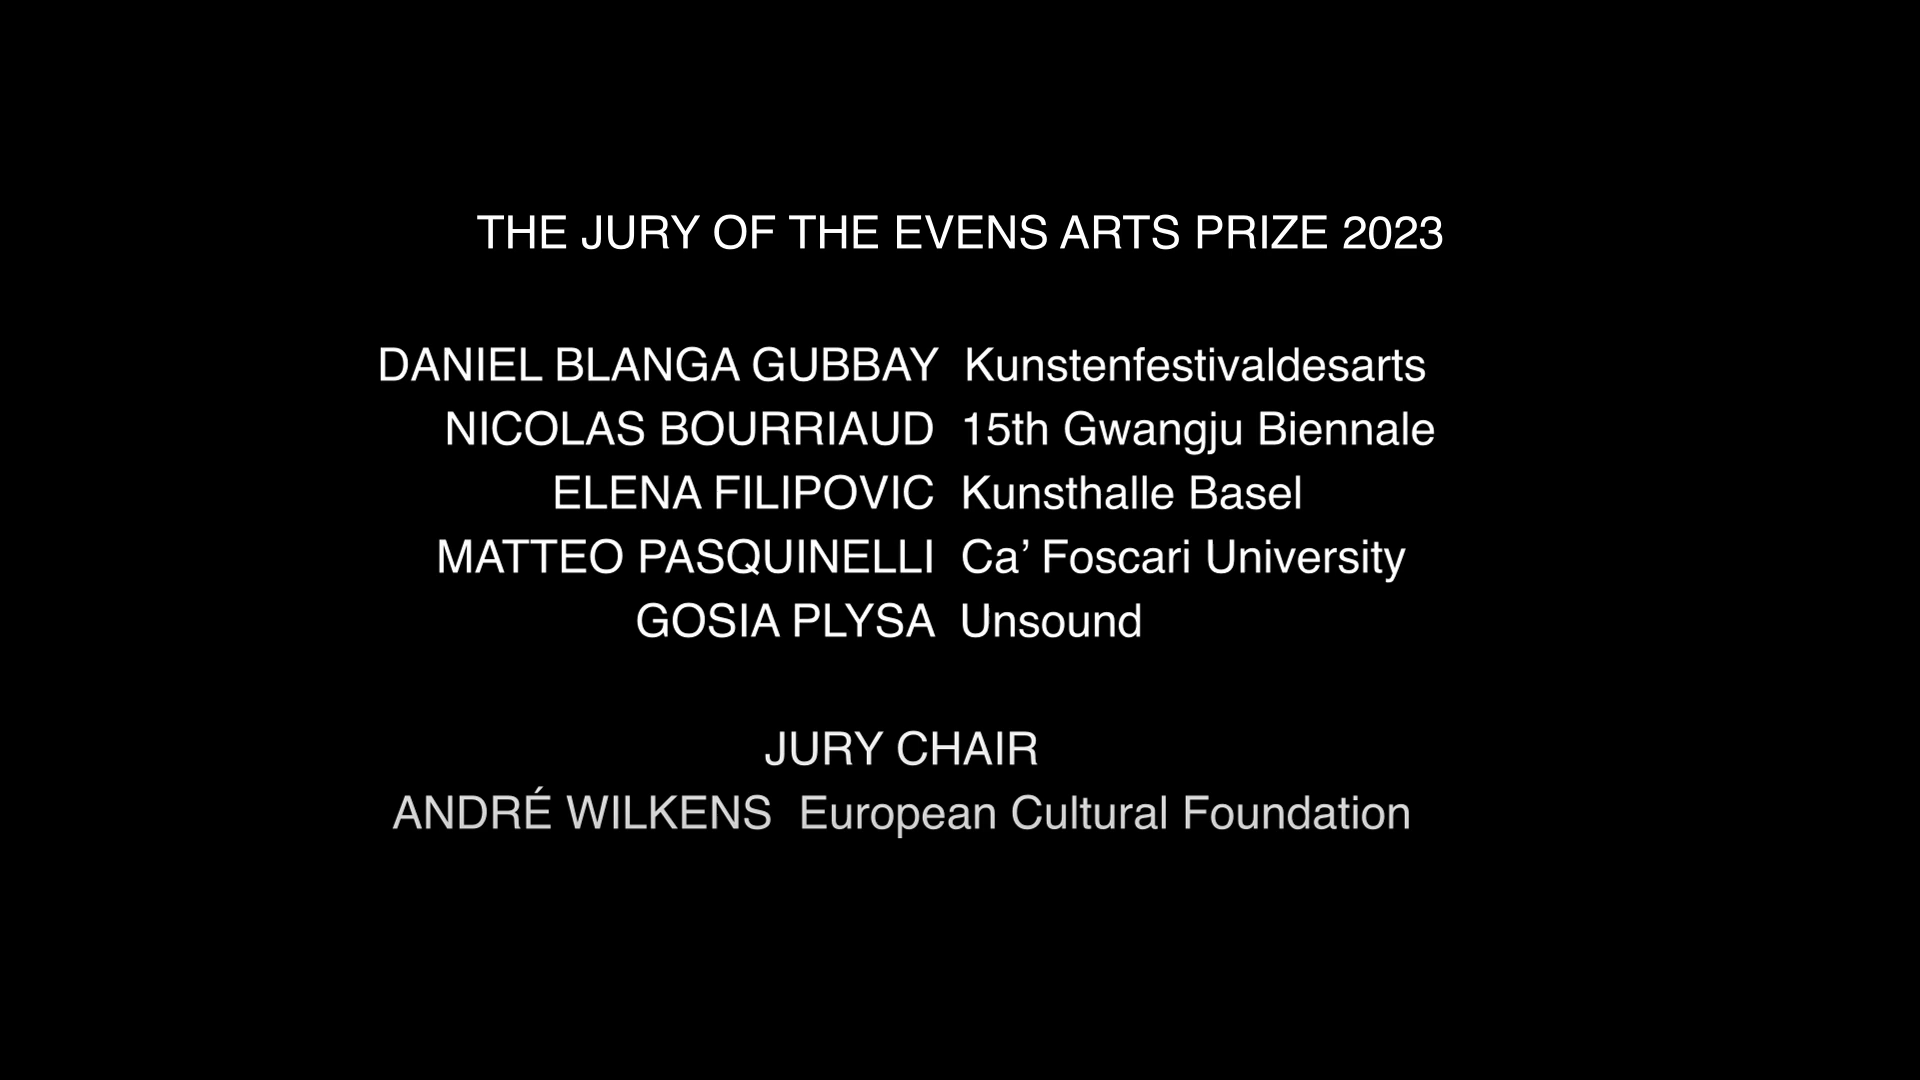 THE JURY OF THE EVENS ARTS PRIZE 2023
DANIEL BLANGA GUBBAY Kunstenfestivaldesarts
NICOLAS BOURRIAUD 15th Gwangju Biennale
ELENA FILIPOVIC Kunsthalle Basel
MATTEO PASQUINELLI Ca’ Foscari University
GOSIA PLYSA Unsound
JURY CHAIR
ANDRÉ WILKENS European Cultural Foundation